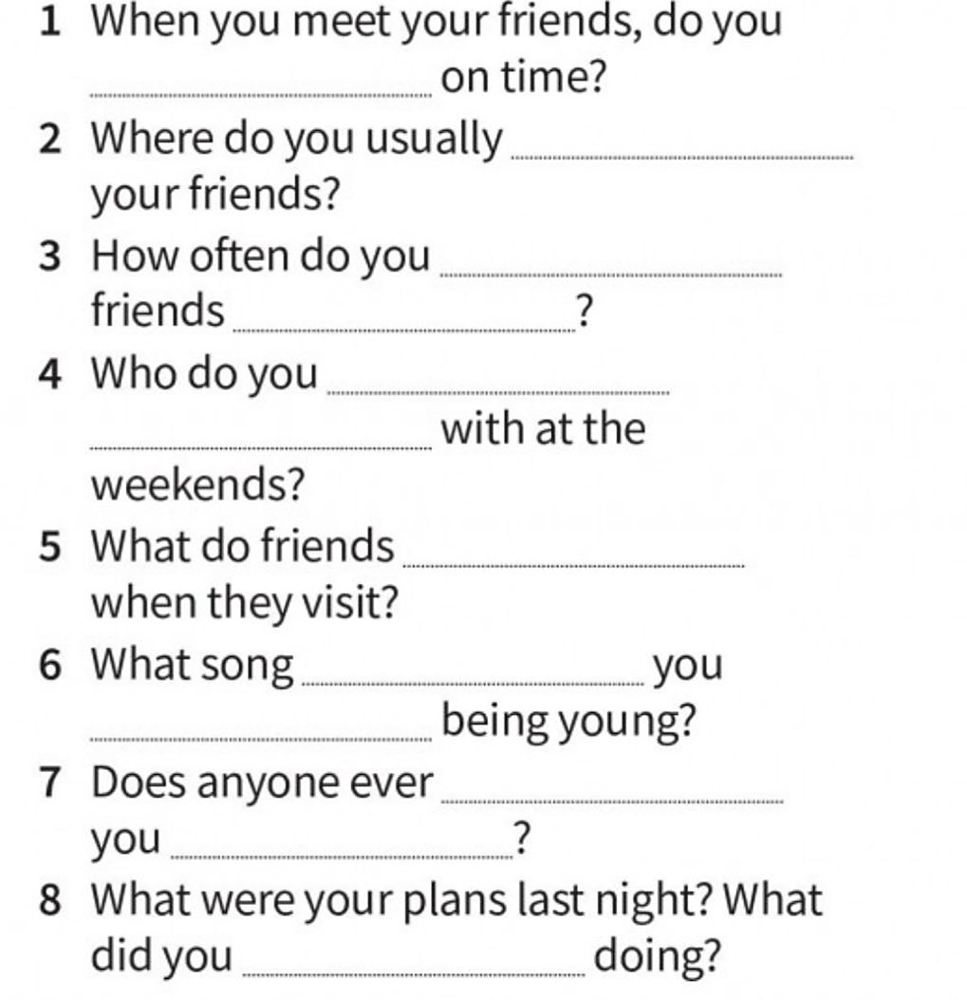 1 When you meet your friends, do you
on time?
2 Where do you usually
your friends?
3 How often do you
friends ?
4 Who do you
with at the
weekends?
5 What do friends
when they visit?
6 What song you
being young?
7 Does anyone ever
you ?
8 What were your plans last night? What
did you doing?